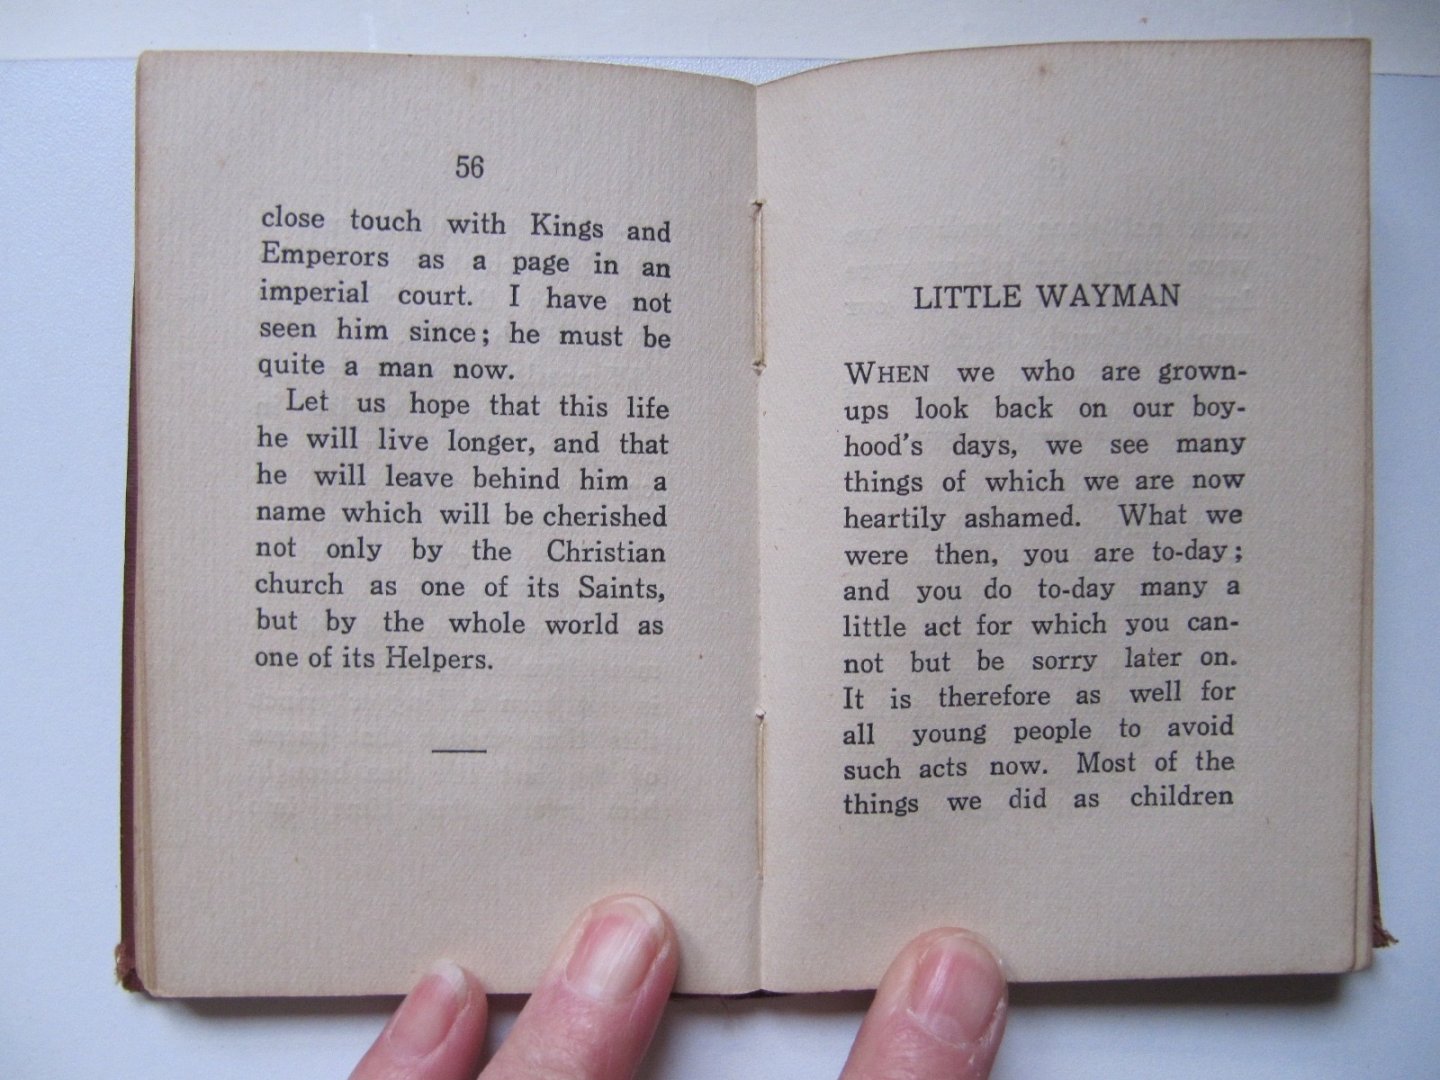 56
close touch with Kings and
Emperors as a page in an
imperial court. I have not
seen him since; he must be
quite a man now.
Let us hope that this life
he will live longer, and that
he will leave behind him a
name which will be cherished
not only by the Christian
church as one of its Saints,
but by the whole world as
one of its Helpers.
LITTLE WAYMAN
WHEN we who are grown-
ups look back on our boy-
hood's days, we see many
things of which we are now
heartily ashamed. What we
were then, you are to-day;
and you do to-day many a
little act for which you can-
not but be sorry later on.
It is therefore as well for
all young people to avoid
such acts now. Most of the
things we did as children